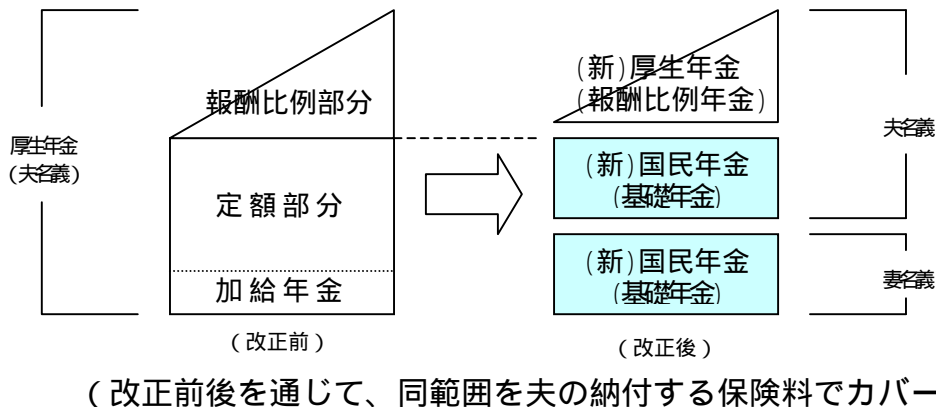 厚生年金
(夫名義)
報酬比例部分
定額部分
加給年金
(改正前)
(新)厚生年金
(報酬比例年金)
(新)国民年金
(基礎年金)
(新)国民年金
(基礎年金)
(改正後)
夫名義
妻名義
(改正前後を通じて、同範囲を夫の納付する保険料でカバー